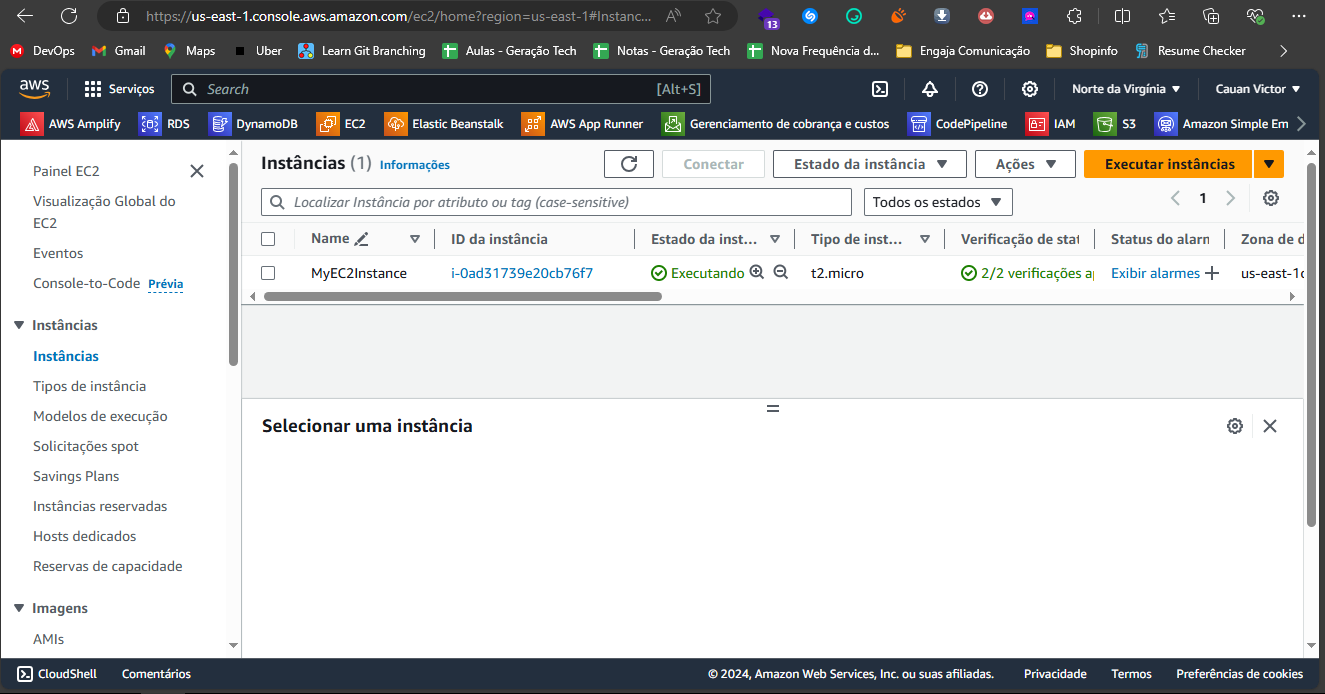 https://us-east-1.console.aws.amazon.com/ec2/home?region=us-east-1#Instanc...
13
DevOps Gmail Maps Uber Learn Git Branching Aulas - Geração Tech Notas - Geração Tech Nova Frequência d... Engaja Comunicação Shopinfo Resume Checker
aws Serviços Search [Alt+S] Norte da Virgínia Cauan Victor
AWS Amplify RDS DynamoDB EC2 Elastic Beanstalk AWS App Runner Gerenciamento de cobrança e custos CodePipeline IAM S3 Amazon Simple Em
Painel EC2
Visualização Global do
EC2
Eventos
Console-to-Code Prévia
Instâncias
Instâncias
Tipos de instância
Modelos de execução
Solicitações spot
Savings Plans
Instâncias reservadas
Hosts dedicados
Reservas de capacidade
Imagens
AMIs
Instâncias (1) Informações Conectar Estado da instância Ações Executar instâncias
Localizar Instância por atributo ou tag (case-sensitive) Todos os estados 1
Name ID da instância Estado da inst... Tipo de inst... Verificação de stat Status do alarm Zona de d
MyEC2Instance i-0ad31739e20cb76f7 Executando t2.micro 2/2 verificações a Exibir alarmes us-east-1
Selecionar uma instância
CloudShell Comentários © 2024, Amazon Web Services, Inc. ou suas afiliadas. Privacidade Termos Preferências de cookies